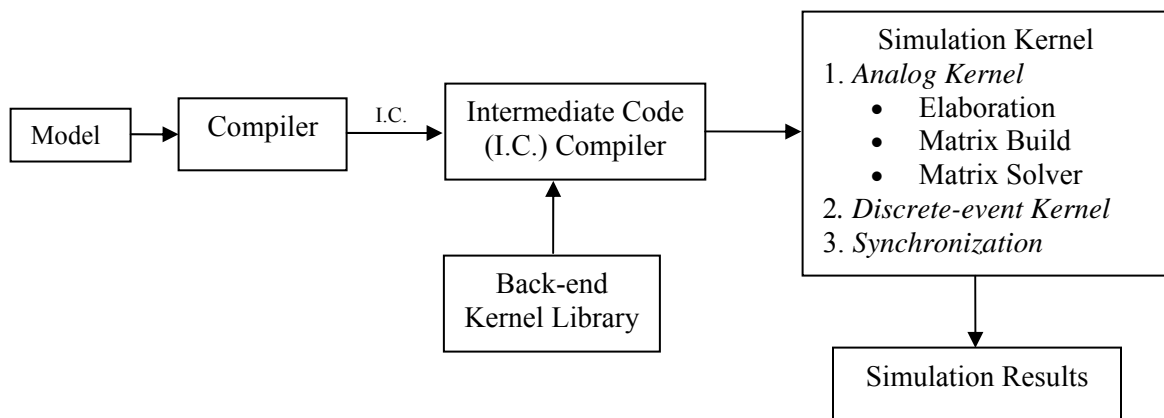 Model
Compiler
I.C.
Intermediate Code
(I.C.) Compiler
Back-end
Kernel Library
Simulation Kernel
1. Analog Kernel
• Elaboration
• Matrix Build
• Matrix Solver
2. Discrete-event Kernel
3. Synchronization
Simulation Results